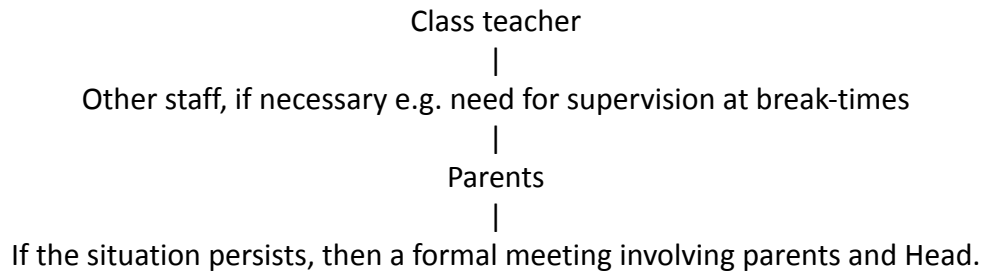 Class teacher
|
Other staff, if necessary e.g. need for supervision at break-times
|
Parents
|
If the situation persists, then a formal meeting involving parents and Head.